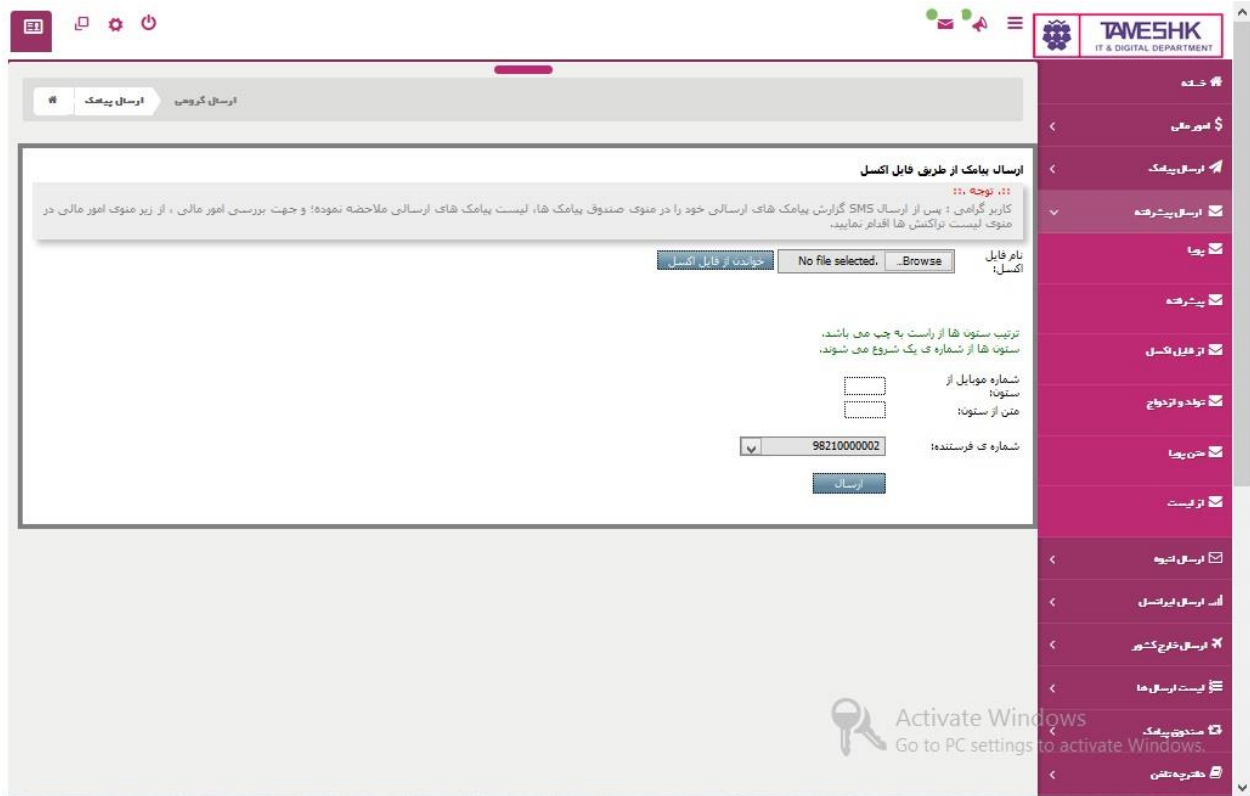 TAMESHK
IT & DIGITAL DEPARTMENT
خانه
امور مالی
ارسال پیامک
ارسال پیشرفته
پویا
پیشرفته
از فایل اکسل
تولد و ازدواج
متن پویا
از لیست
ارسال انبوه
ارسال ایرانسل
ارسال خارج کشور
لیست ارسال ها
صندوق پیامک
دفترچه تلفن
ارسال پیامک
ارسال گروهی
ارسال پیامک از طریق فایل اکسل
::. توجه .::
کاربر گرامی : پس از ارسال SMS گزارش پیامک های ارسالی خود را در منوی صندوق پیامک ها، لیست پیامک های ارسالی ملاحضه نموده؛ و جهت بررسی امور مالی ، از زیر منوی امور مالی در
منوی لیست تراکنش ها اقدام نمایید.
نام فایل
اکسل:
Browse... No file selected.
خواندن از فایل اکسل
ترتیب ستون ها از راست به چپ می باشد.
ستون ها از شماره ی یک شروع می شوند.
شماره موبایل از
ستون:
متن از ستون:
شماره ی فرستنده:
98210000002
ارسال
Activate Windows
Go to PC settings to activate Windows.